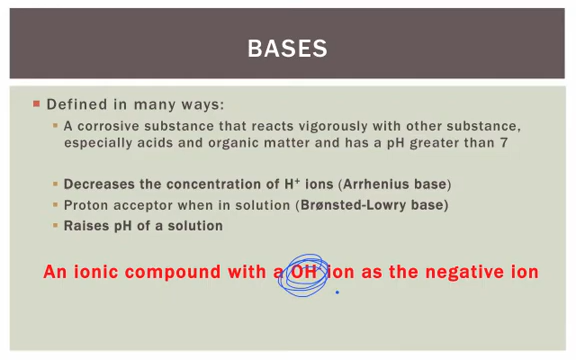 BASES
Defined in many ways:
A corrosive substance that reacts vigorously with other substance,
especially acids and organic matter and has a pH greater than 7
Decreases the concentration of H⁺ ions (Arrhenius base)
Proton acceptor when in solution (Brønsted-Lowry base)
Raises pH of a solution
An ionic compound with a OH⁻ ion as the negative ion